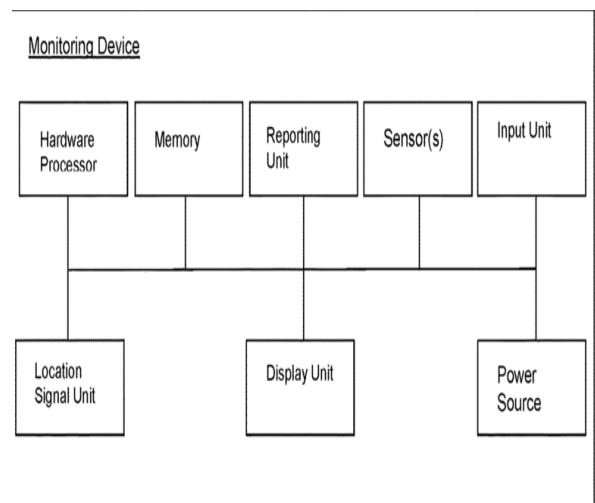 Monitoring Device
Hardware
Processor
Memory
Reporting
Unit
Sensor(s)
Input Unit
Location
Signal Unit
Display Unit
Power
Source